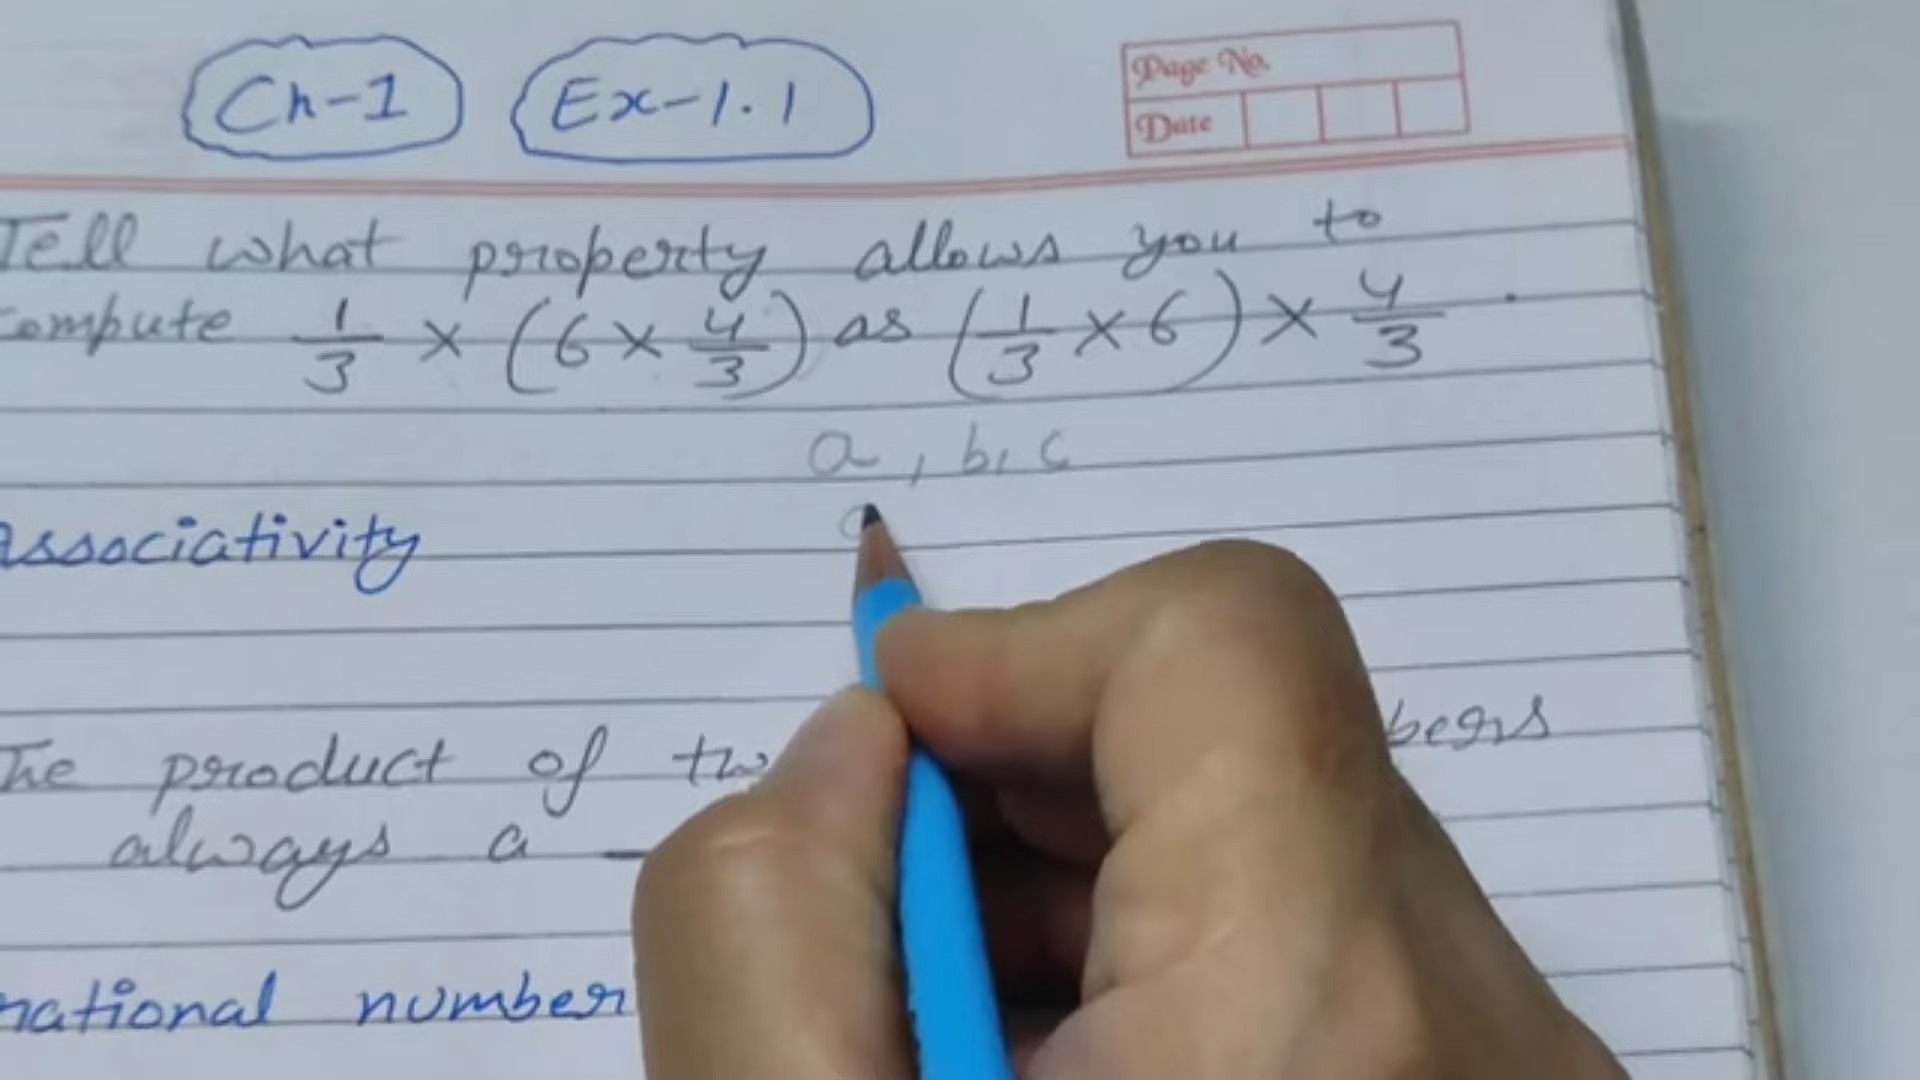 Ch-1 Ex-1.1
Page No.
Date
Tell what property allows you to
compute 1/3 × (6 × 4/3) as (1/3 × 6) × 4/3 .
a, b, c
Associativity
The product of two bers
always a
rational number